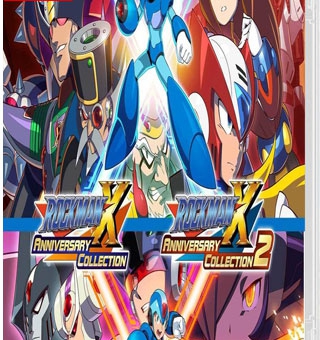 ROCKMAN X
ANNIVERSARY
COLLECTION
ROCKMAN X
ANNIVERSARY
COLLECTION 2